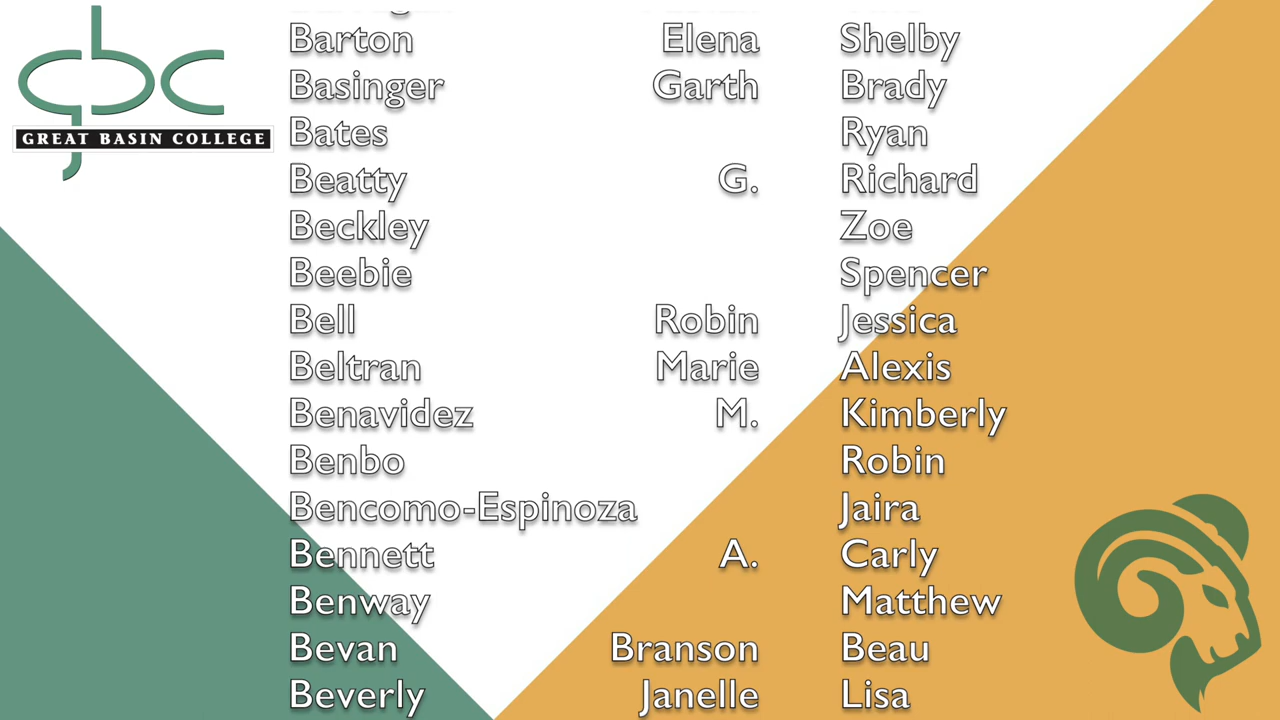 gbc
GREAT BASIN COLLEGE
Barton Elena Shelby
Basinger Garth Brady
Bates Ryan
Beatty G. Richard
Beckley Zoe
Beebie Spencer
Bell Robin Jessica
Beltran Marie Alexis
Benavidez M. Kimberly
Benbo Robin
Bencomo-Espinoza Jaira
Bennett A. Carly
Benway Matthew
Bevan Branson Beau
Beverly Janelle Lisa